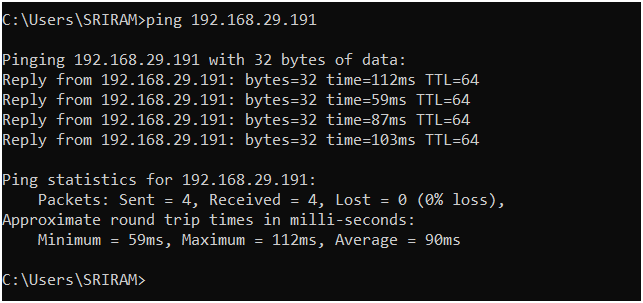 C:\Users\SRIRAM>ping 192.168.29.191
Pinging 192.168.29.191 with 32 bytes of data:
Reply from 192.168.29.191: bytes=32 time=112ms TTL=64
Reply from 192.168.29.191: bytes=32 time=59ms TTL=64
Reply from 192.168.29.191: bytes=32 time=87ms TTL=64
Reply from 192.168.29.191: bytes=32 time=103ms TTL=64
Ping statistics for 192.168.29.191:
    Packets: Sent = 4, Received = 4, Lost = 0 (0% loss),
Approximate round trip times in milli-seconds:
    Minimum = 59ms, Maximum = 112ms, Average = 90ms
C:\Users\SRIRAM>